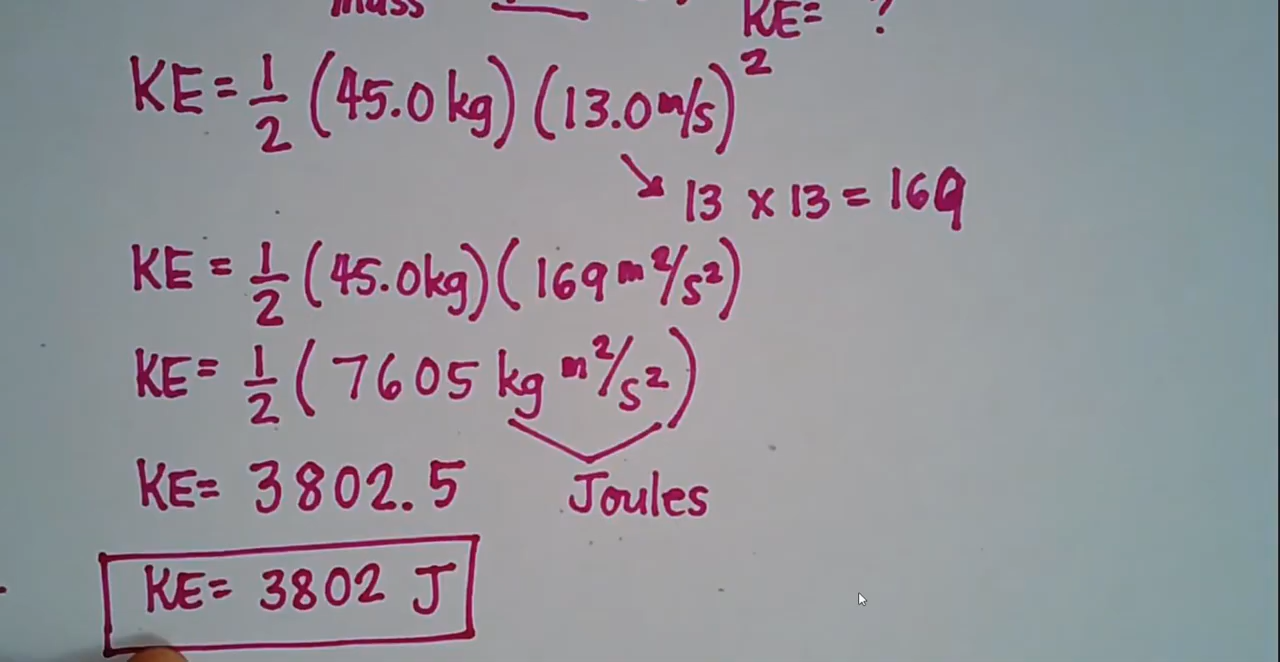 mass KE= ?
KE= 1/2 (45.0 kg) (13.0 m/s)²
13 x 13 = 169
KE = 1/2 (45.0kg) (169 m²/s²)
KE= 1/2 (7605 kg m²/s²)
KE= 3802.5 Joules
KE= 3802 J